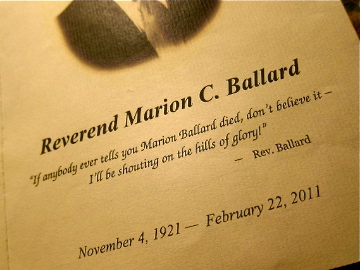 Reverend Marion C. Ballard
"If anybody ever tells you Marion Ballard died, don't believe it –
I'll be shouting on the hills of glory!"
– Rev. Ballard
November 4, 1921 — February 22, 2011